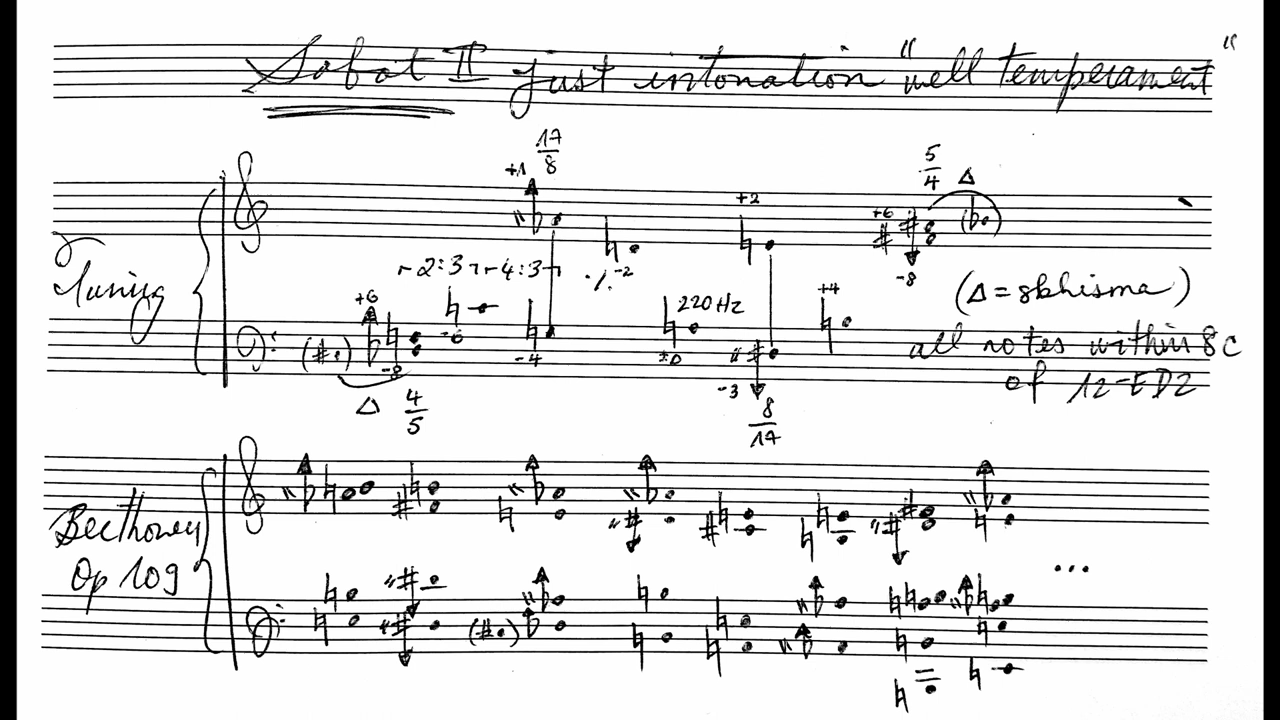 Sabat II just intonation "well temperament"
17
8
+1
5
4
Δ
+2
+6
-8
Tuning
2:3 4:3
-2
+6
-6
220 Hz
+4
(Δ = skhisma)
-8
-4
±0
-3
all notes within 8c
of 12-ED2
Δ
4
5
8
17
Beethoven
Op 109
...